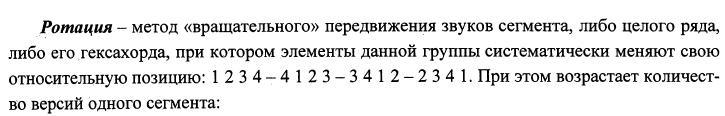 Ротация – метод «вращательного» передвижения звуков сегмента, либо целого ряда,
либо его гексахорда, при котором элементы данной группы систематически меняют свою
относительную позицию: 1 2 3 4 – 4 1 2 3 – 3 4 1 2 – 2 3 4 1. При этом возрастает количест-
во версий одного сегмента: